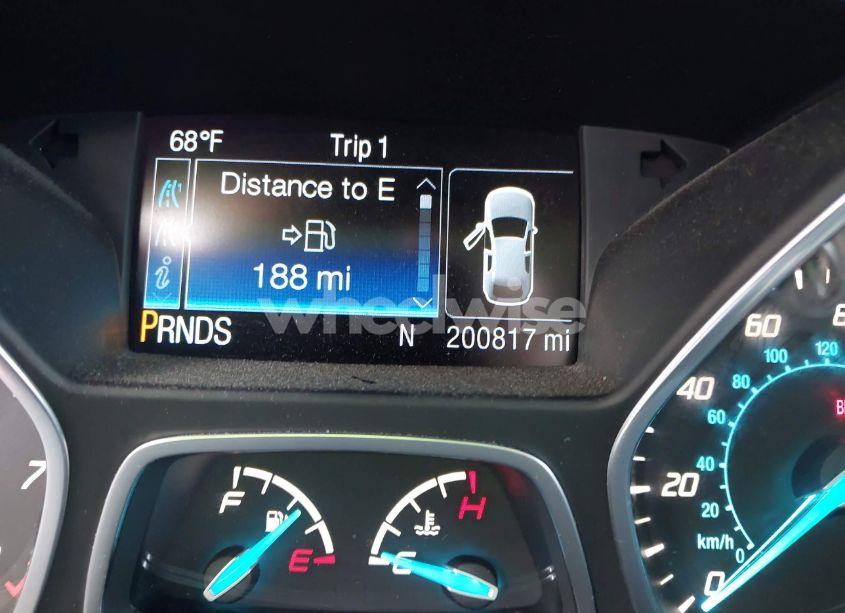 68°F Trip 1
Distance to E
188 mi
PRNDS N 200817 mi
wheelwise
F E
C H
7
0 20 40 60
0 20 40 60 80 100 120
km/h